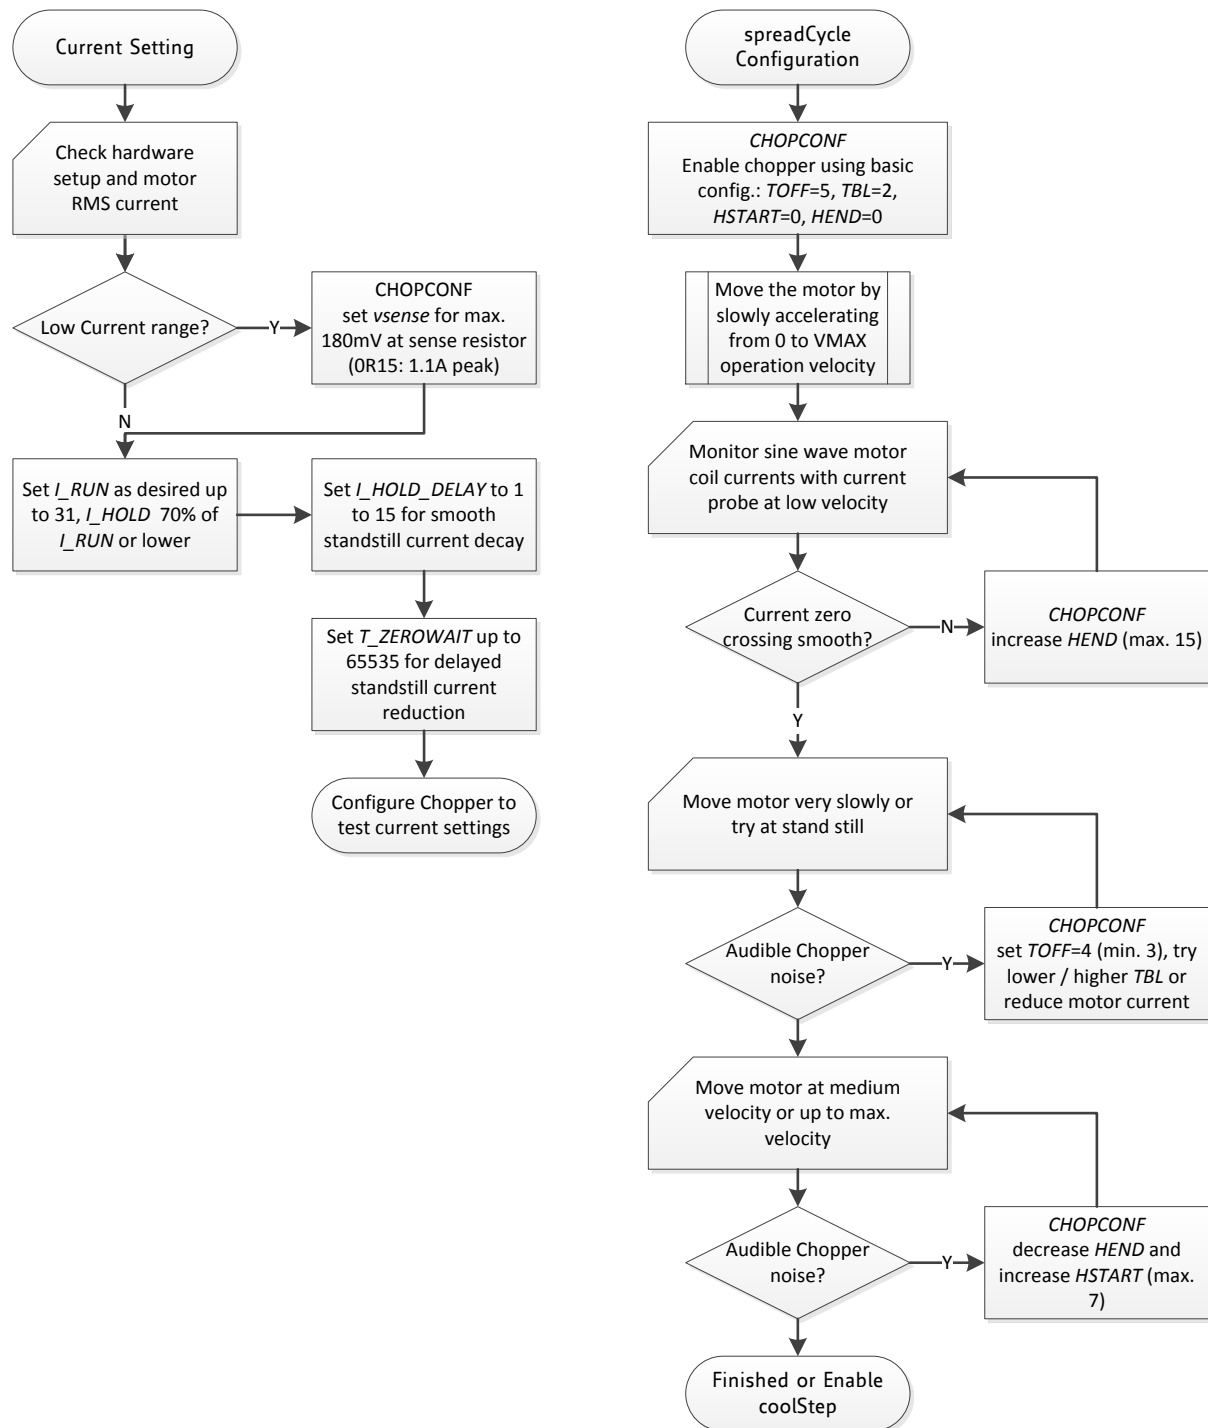 Current Setting
Check hardware
setup and motor
RMS current
Low Current range?
Y
CHOPCONF
set vsense for max.
180mV at sense resistor
(0R15: 1.1A peak)
N
Set I_RUN as desired up
to 31, I_HOLD 70% of
I_RUN or lower
Set I_HOLD_DELAY to 1
to 15 for smooth
standstill current decay
Set T_ZEROWAIT up to
65535 for delayed
standstill current
reduction
Configure Chopper to
test current settings
spreadCycle
Configuration
CHOPCONF
Enable chopper using basic
config.: TOFF=5, TBL=2,
HSTART=0, HEND=0
Move the motor by
slowly accelerating
from 0 to VMAX
operation velocity
Monitor sine wave motor
coil currents with current
probe at low velocity
Current zero
crossing smooth?
N
CHOPCONF
increase HEND (max. 15)
Y
Move motor very slowly or
try at stand still
Audible Chopper
noise?
Y
CHOPCONF
set TOFF=4 (min. 3), try
lower / higher TBL or
reduce motor current
Move motor at medium
velocity or up to max.
velocity
Audible Chopper
noise?
Y
CHOPCONF
decrease HEND and
increase HSTART (max.
7)
Finished or Enable
coolStep